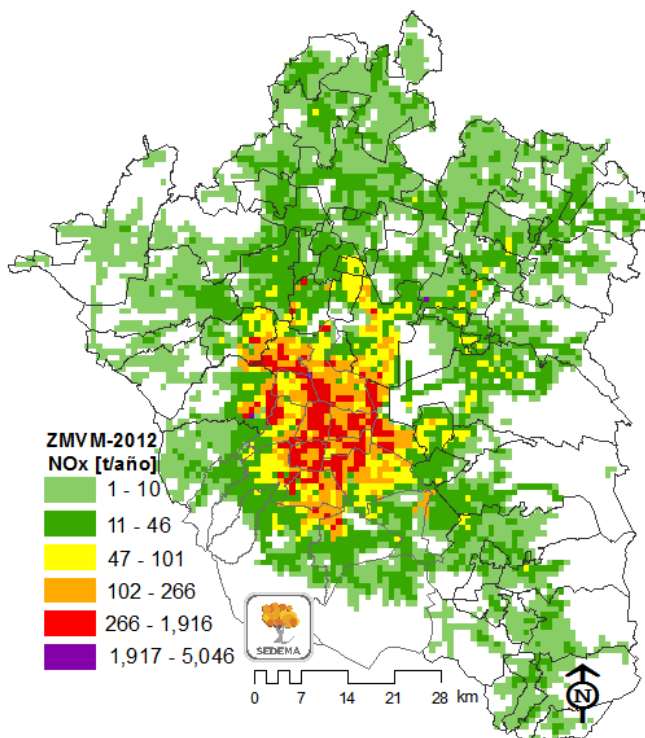 ZMVM-2012
NOx [t/año]
1 - 10
11 - 46
47 - 101
102 - 266
266 - 1,916
1,917 - 5,046
SEDEMA
0 7 14 21 28 km
N